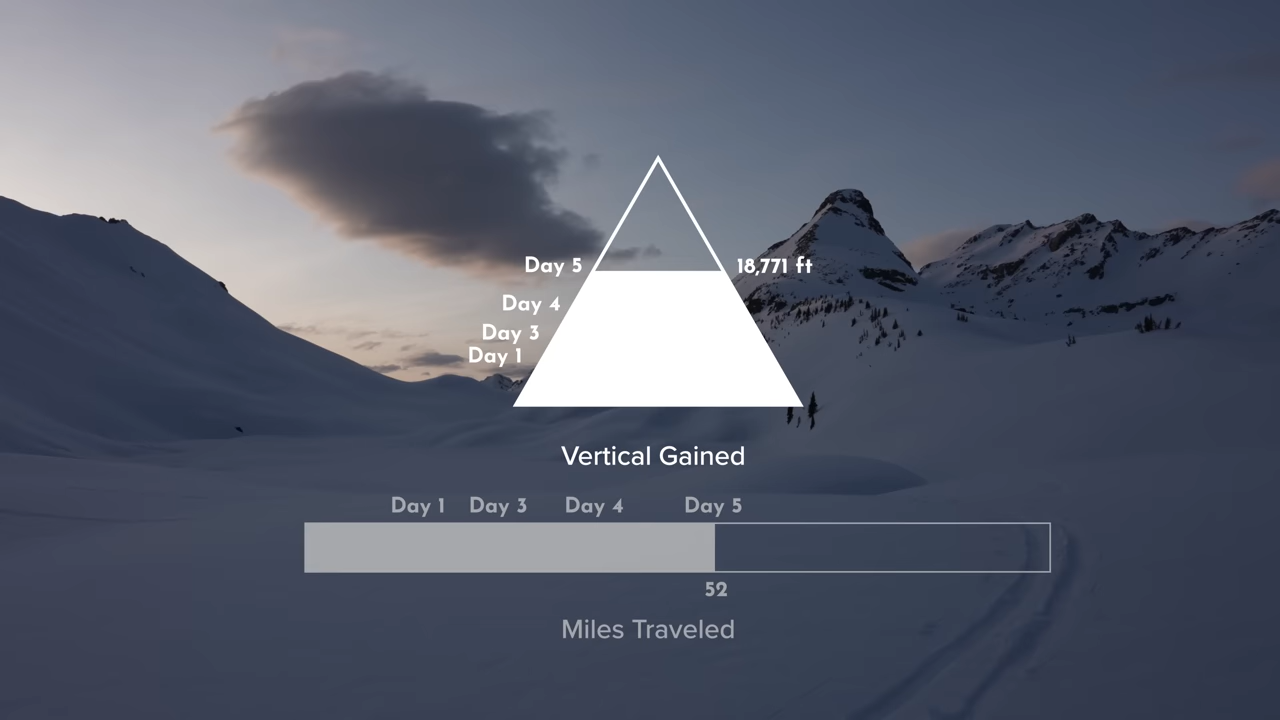 Day 5
18,771 ft
Day 4
Day 3
Day 1
Vertical Gained
Day 1 Day 3 Day 4 Day 5
52
Miles Traveled